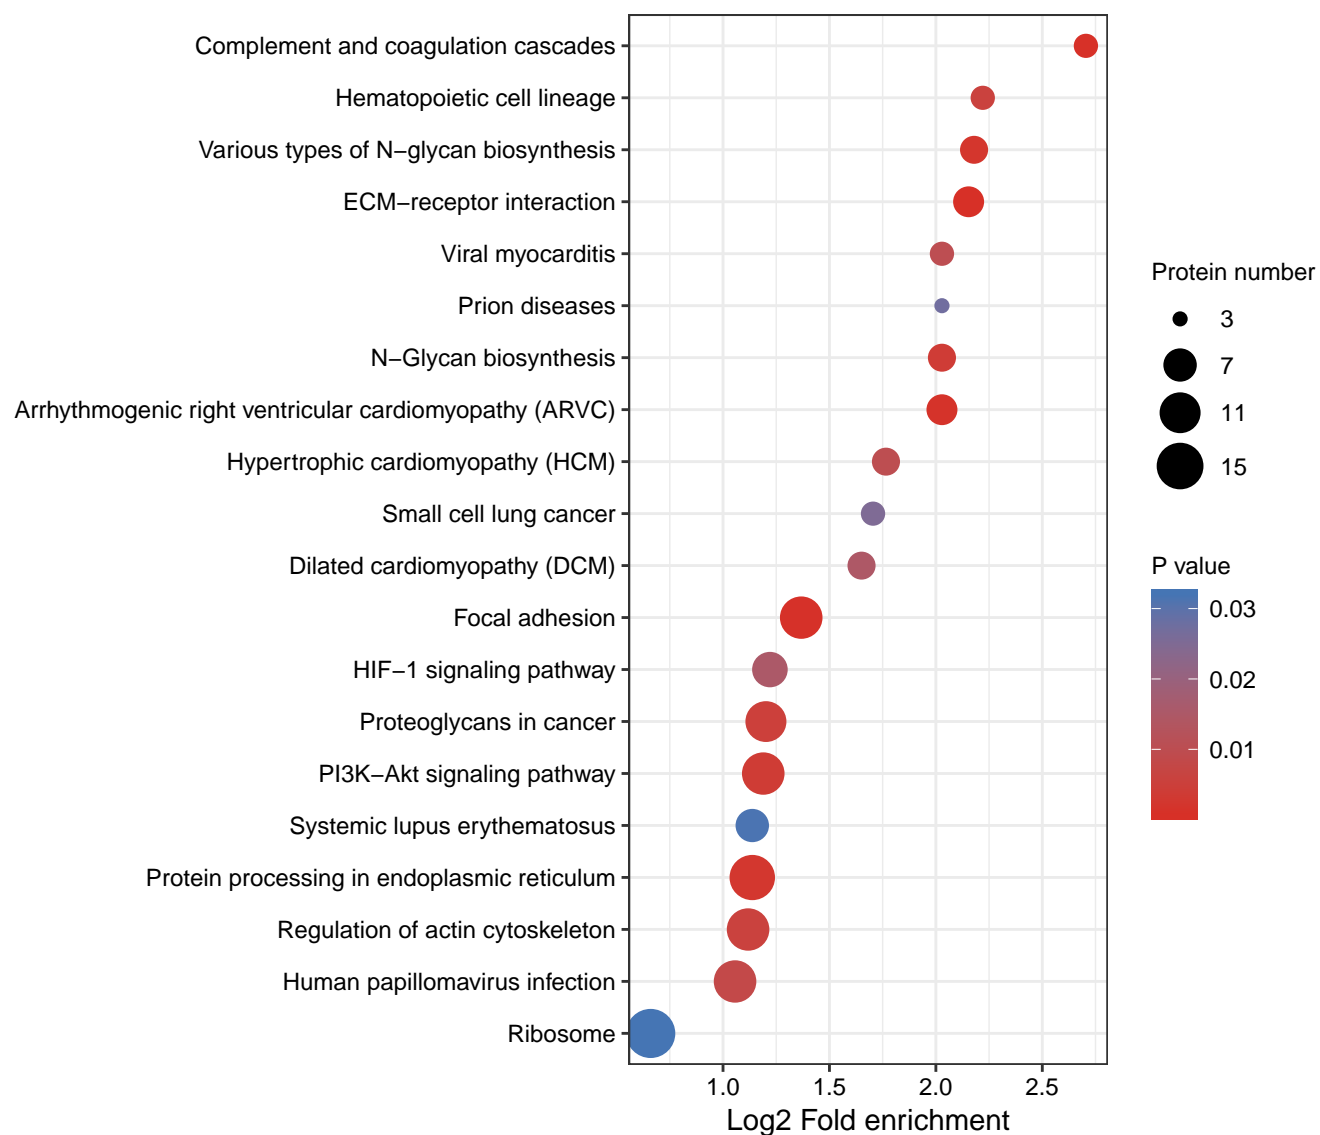 Complement and coagulation cascades
Hematopoietic cell lineage
Various types of N−glycan biosynthesis
ECM−receptor interaction
Viral myocarditis
Prion diseases
N−Glycan biosynthesis
Arrhythmogenic right ventricular cardiomyopathy (ARVC)
Hypertrophic cardiomyopathy (HCM)
Small cell lung cancer
Dilated cardiomyopathy (DCM)
Focal adhesion
HIF−1 signaling pathway
Proteoglycans in cancer
PI3K−Akt signaling pathway
Systemic lupus erythematosus
Protein processing in endoplasmic reticulum
Regulation of actin cytoskeleton
Human papillomavirus infection
Ribosome
1.0 1.5 2.0 2.5
Log2 Fold enrichment
Protein number
3
7
11
15
P value
0.03
0.02
0.01